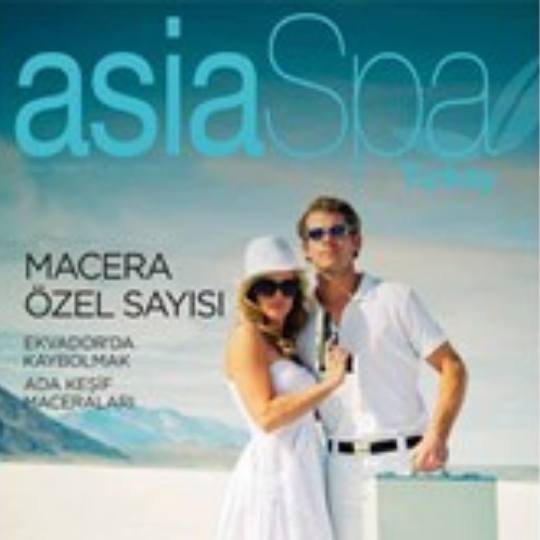 asiaSpa
Turkey
MACERA
ÖZEL SAYISI
EKVADOR'DA
KAYBOLMAK
ADA KEŞİF
MACERALARI